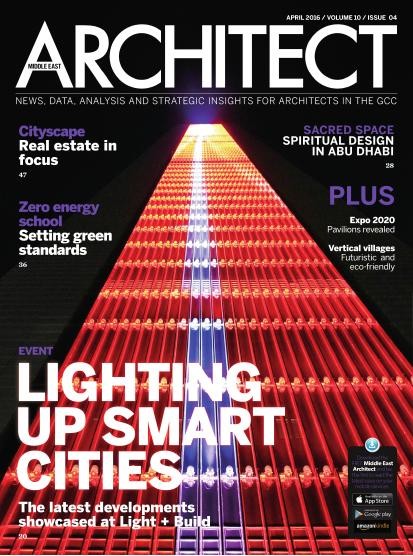 APRIL 2016 / VOLUME 10 / ISSUE 04
MIDDLE EAST
ARCHITECT
NEWS, DATA, ANALYSIS AND STRATEGIC INSIGHTS FOR ARCHITECTS IN THE GCC
Cityscape
Real estate in
focus
47
SACRED SPACE
SPIRITUAL DESIGN
IN ABU DHABI
28
PLUS
Expo 2020
Pavilions revealed
Vertical villages
Futuristic and
eco-friendly
Zero energy
school
Setting green
standards
36
EVENT
LIGHTING
UP SMART
CITIES
The latest developments
showcased at Light + Build
20
Download the
Middle East
Architect
App Store
Google play
amazonkindle